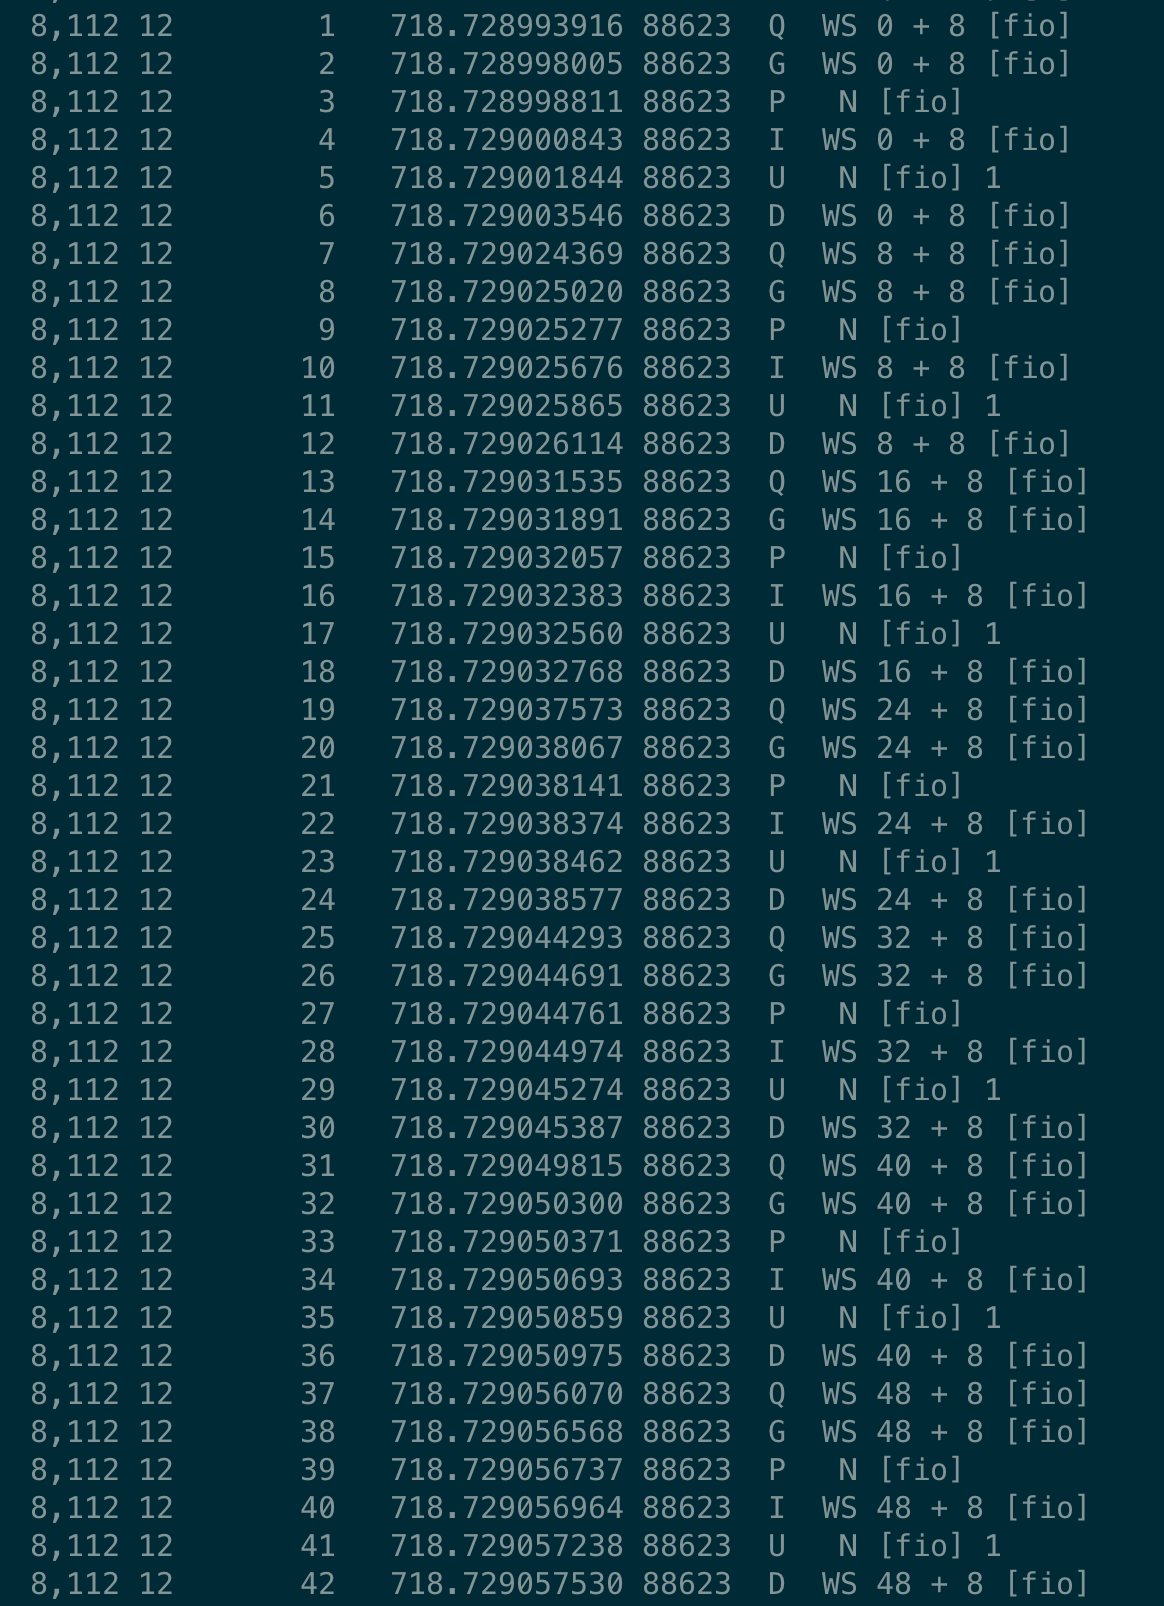 8,112 12 1 718.728993916 88623 Q WS 0 + 8 [fio]
8,112 12 2 718.728998005 88623 G WS 0 + 8 [fio]
8,112 12 3 718.728998811 88623 P N [fio]
8,112 12 4 718.729000843 88623 I WS 0 + 8 [fio]
8,112 12 5 718.729001844 88623 U N [fio] 1
8,112 12 6 718.729003546 88623 D WS 0 + 8 [fio]
8,112 12 7 718.729024369 88623 Q WS 8 + 8 [fio]
8,112 12 8 718.729025020 88623 G WS 8 + 8 [fio]
8,112 12 9 718.729025277 88623 P N [fio]
8,112 12 10 718.729025676 88623 I WS 8 + 8 [fio]
8,112 12 11 718.729025865 88623 U N [fio] 1
8,112 12 12 718.729026114 88623 D WS 8 + 8 [fio]
8,112 12 13 718.729031535 88623 Q WS 16 + 8 [fio]
8,112 12 14 718.729031891 88623 G WS 16 + 8 [fio]
8,112 12 15 718.729032057 88623 P N [fio]
8,112 12 16 718.729032383 88623 I WS 16 + 8 [fio]
8,112 12 17 718.729032560 88623 U N [fio] 1
8,112 12 18 718.729032768 88623 D WS 16 + 8 [fio]
8,112 12 19 718.729037573 88623 Q WS 24 + 8 [fio]
8,112 12 20 718.729038067 88623 G WS 24 + 8 [fio]
8,112 12 21 718.729038141 88623 P N [fio]
8,112 12 22 718.729038374 88623 I WS 24 + 8 [fio]
8,112 12 23 718.729038462 88623 U N [fio] 1
8,112 12 24 718.729038577 88623 D WS 24 + 8 [fio]
8,112 12 25 718.729044293 88623 Q WS 32 + 8 [fio]
8,112 12 26 718.729044691 88623 G WS 32 + 8 [fio]
8,112 12 27 718.729044761 88623 P N [fio]
8,112 12 28 718.729044974 88623 I WS 32 + 8 [fio]
8,112 12 29 718.729045274 88623 U N [fio] 1
8,112 12 30 718.729045387 88623 D WS 32 + 8 [fio]
8,112 12 31 718.729049815 88623 Q WS 40 + 8 [fio]
8,112 12 32 718.729050300 88623 G WS 40 + 8 [fio]
8,112 12 33 718.729050371 88623 P N [fio]
8,112 12 34 718.729050693 88623 I WS 40 + 8 [fio]
8,112 12 35 718.729050859 88623 U N [fio] 1
8,112 12 36 718.729050975 88623 D WS 40 + 8 [fio]
8,112 12 37 718.729056070 88623 Q WS 48 + 8 [fio]
8,112 12 38 718.729056568 88623 G WS 48 + 8 [fio]
8,112 12 39 718.729056737 88623 P N [fio]
8,112 12 40 718.729056964 88623 I WS 48 + 8 [fio]
8,112 12 41 718.729057238 88623 U N [fio] 1
8,112 12 42 718.729057530 88623 D WS 48 + 8 [fio]